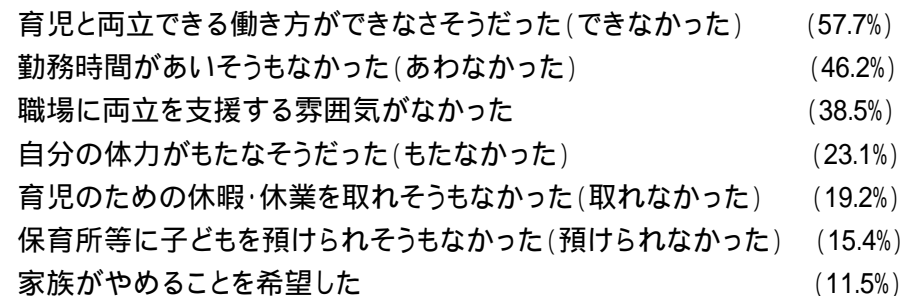 育児と両立できる働き方ができなさそうだった(できなかった) (57.7%)
勤務時間があいそうもなかった(あわなかった) (46.2%)
職場に両立を支援する雰囲気がなかった (38.5%)
自分の体力がもたなそうだった(もたなかった) (23.1%)
育児のための休暇・休業を取れそうもなかった(取れなかった) (19.2%)
保育所等に子どもを預けられそうもなかった(預けられなかった) (15.4%)
家族がやめることを希望した (11.5%)